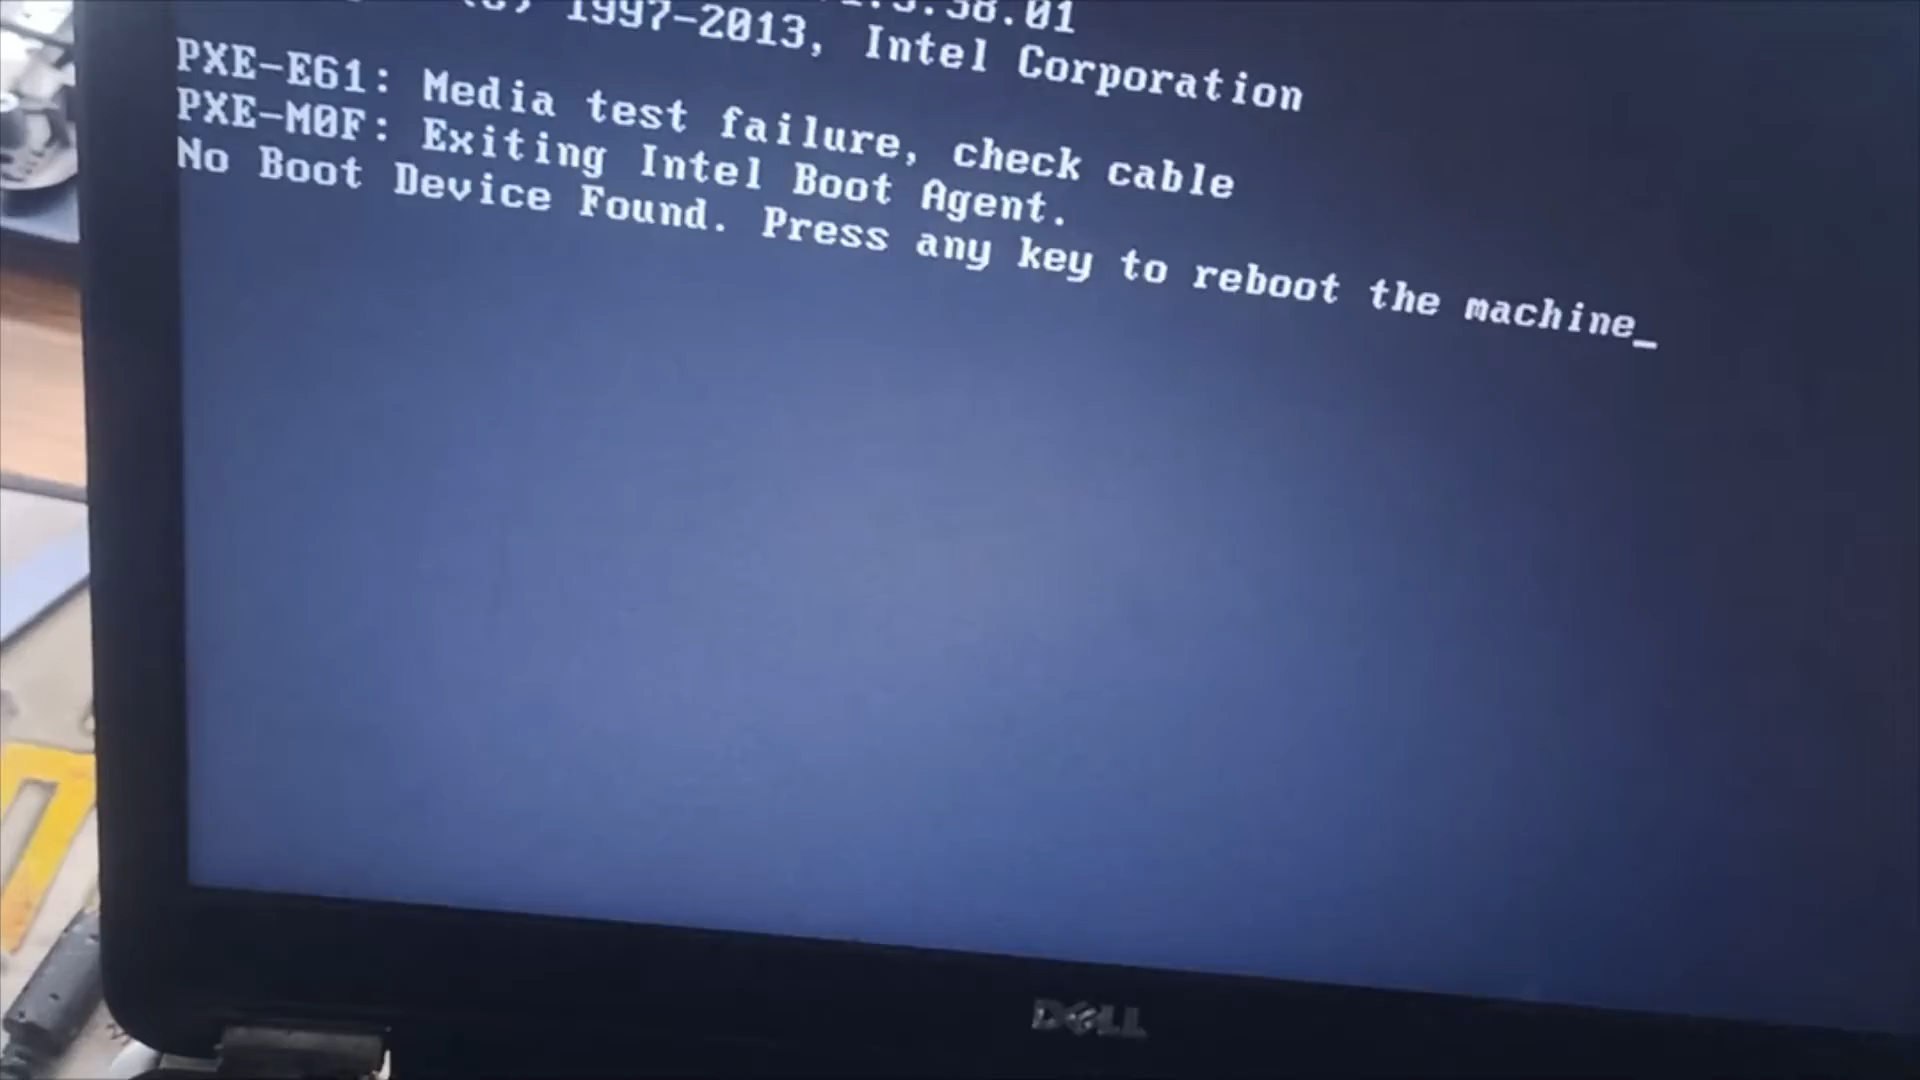 1997-2013, Intel Corporation
PXE-E61: Media test failure, check cable
PXE-M0F: Exiting Intel Boot Agent.
No Boot Device Found. Press any key to reboot the machine_
DELL